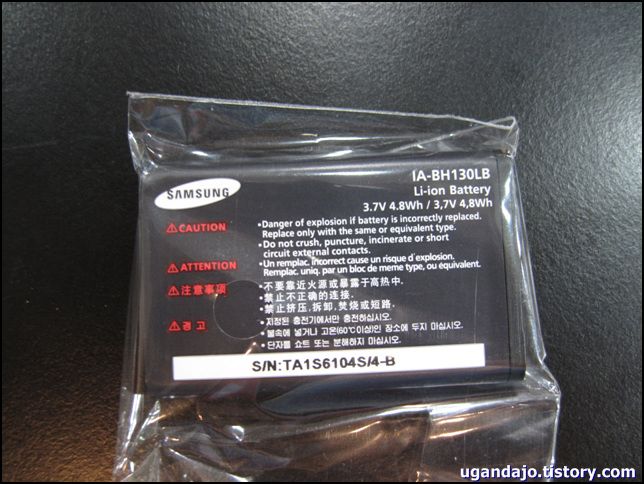 IA-BH130LB
Li-ion Battery
3.7V 4.8Wh / 3,7V 4,8Wh
SAMSUNG
⚠CAUTION
•Danger of explosion if battery is incorrectly replaced.
Replace only with the same or equivalent type.
•Do not crush, puncture, incinerate or short
circuit external contacts.
⚠ATTENTION
•Un remplac. incorrect cause un risque d´explosion.
Remplac. uniq. par un bloc de meme type, ou équivalent.
⚠注意事项
•不要靠近火源或暴露于高热中.
禁止不正确的连接.
禁止挤压, 拆卸, 焚烧或短路.
⚠경 고
•지정된 충전기에서만 충전하십시오.
•불속에 넣거나 고온(60℃이상)인 장소에 두지 마십시오.
•단자를 쇼트 또는 분해하지 마십시오.
S/N:TA1S6104S/4-B
ugandajo.tistory.com